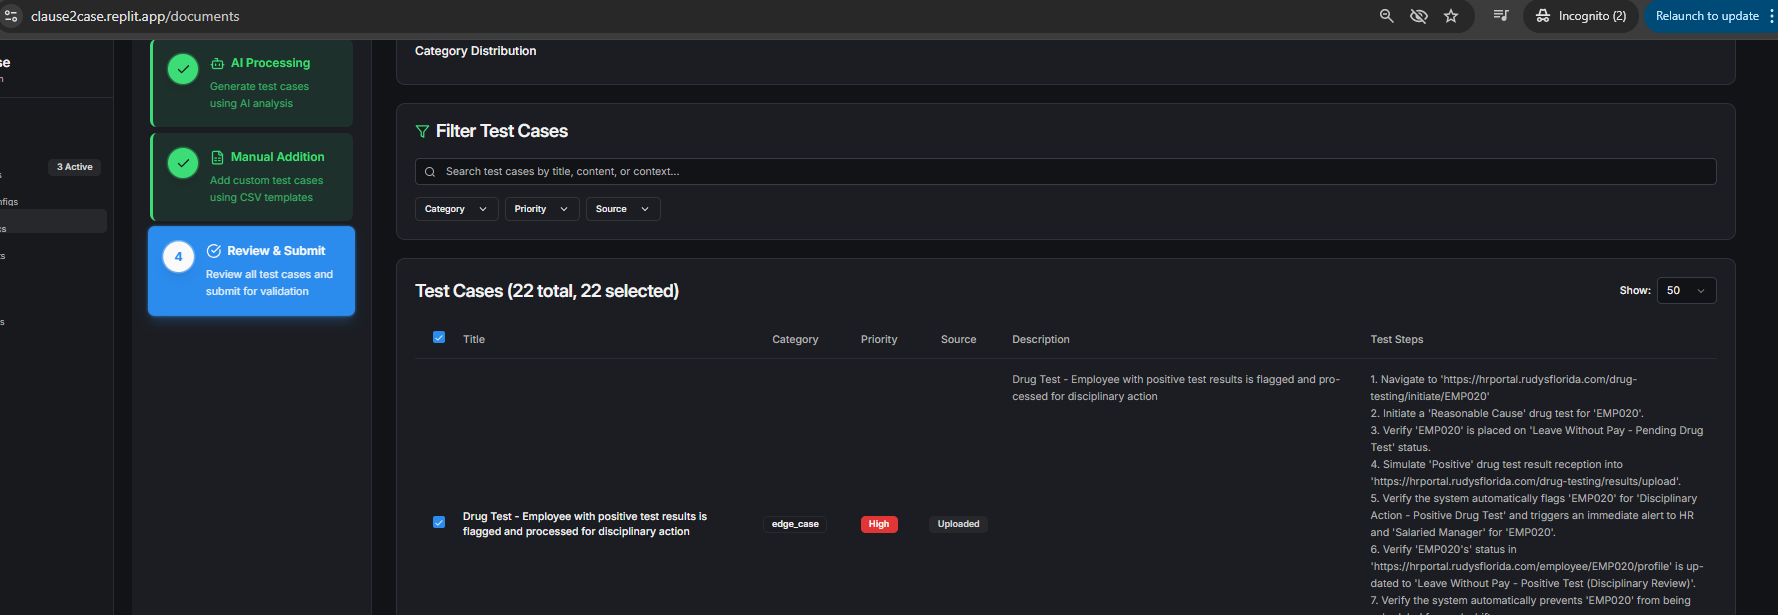 clause2case.replit.app/documents
Incognito (2)
Relaunch to update
se
n
3 Active
s
nfigs
cs
ts
s
AI Processing
Generate test cases
using AI analysis
Manual Addition
Add custom test cases
using CSV templates
4
Review & Submit
Review all test cases and
submit for validation
Category Distribution
Filter Test Cases
Search test cases by title, content, or context...
Category
Priority
Source
Test Cases (22 total, 22 selected)
Show:
50
Title
Category
Priority
Source
Description
Test Steps
Drug Test - Employee with positive test results is
flagged and processed for disciplinary action
edge_case
High
Uploaded
Drug Test - Employee with positive test results is flagged and pro-
cessed for disciplinary action
1. Navigate to 'https://hrportal.rudysflorida.com/drug-
testing/initiate/EMP020'
2. Initiate a 'Reasonable Cause' drug test for 'EMP020'.
3. Verify 'EMP020' is placed on 'Leave Without Pay - Pending Drug
Test' status.
4. Simulate 'Positive' drug test result reception into
'https://hrportal.rudysflorida.com/drug-testing/results/upload'.
5. Verify the system automatically flags 'EMP020' for 'Disciplinary
Action - Positive Drug Test' and triggers an immediate alert to HR
and 'Salaried Manager' for 'EMP020'.
6. Verify 'EMP020's' status in
'https://hrportal.rudysflorida.com/employee/EMP020/profile' is up-
dated to 'Leave Without Pay - Positive Test (Disciplinary Review)'.
7. Verify the system automatically prevents 'EMP020' from being